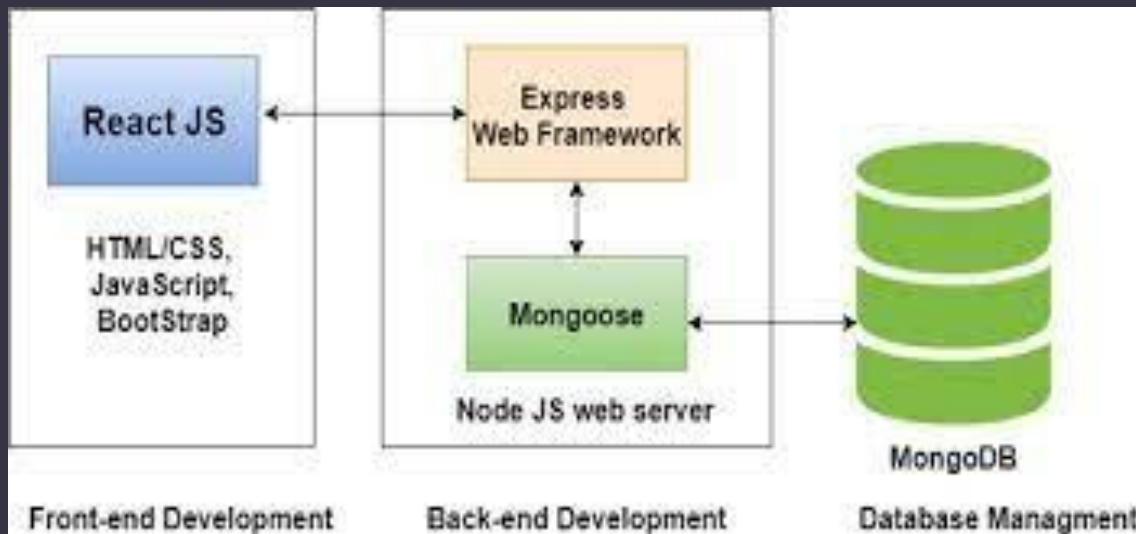 React JS
HTML/CSS,
JavaScript,
BootStrap
Express
Web Framework
Mongoose
Node JS web server
MongoDB
Front-end Development
Back-end Development
Database Managment